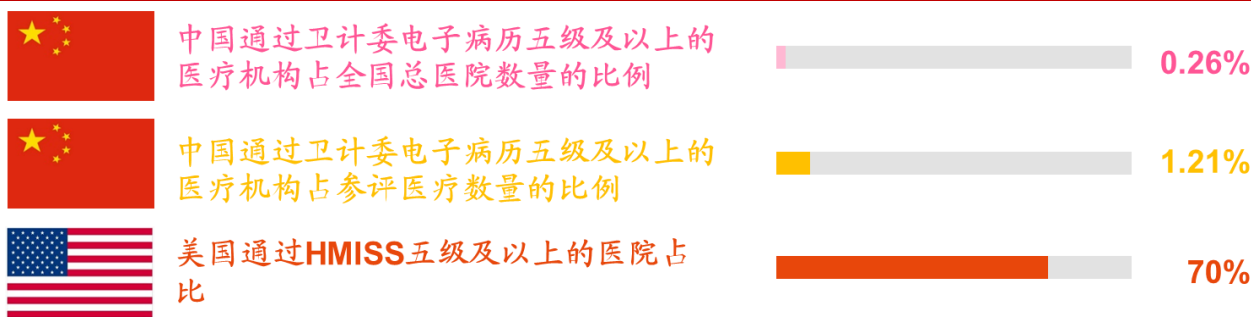 中国通过卫计委电子病历五级及以上的
医疗机构占全国总医院数量的比例
0.26%
中国通过卫计委电子病历五级及以上的
医疗机构占参评医疗数量的比例
1.21%
美国通过HMISS五级及以上的医院占
比
70%